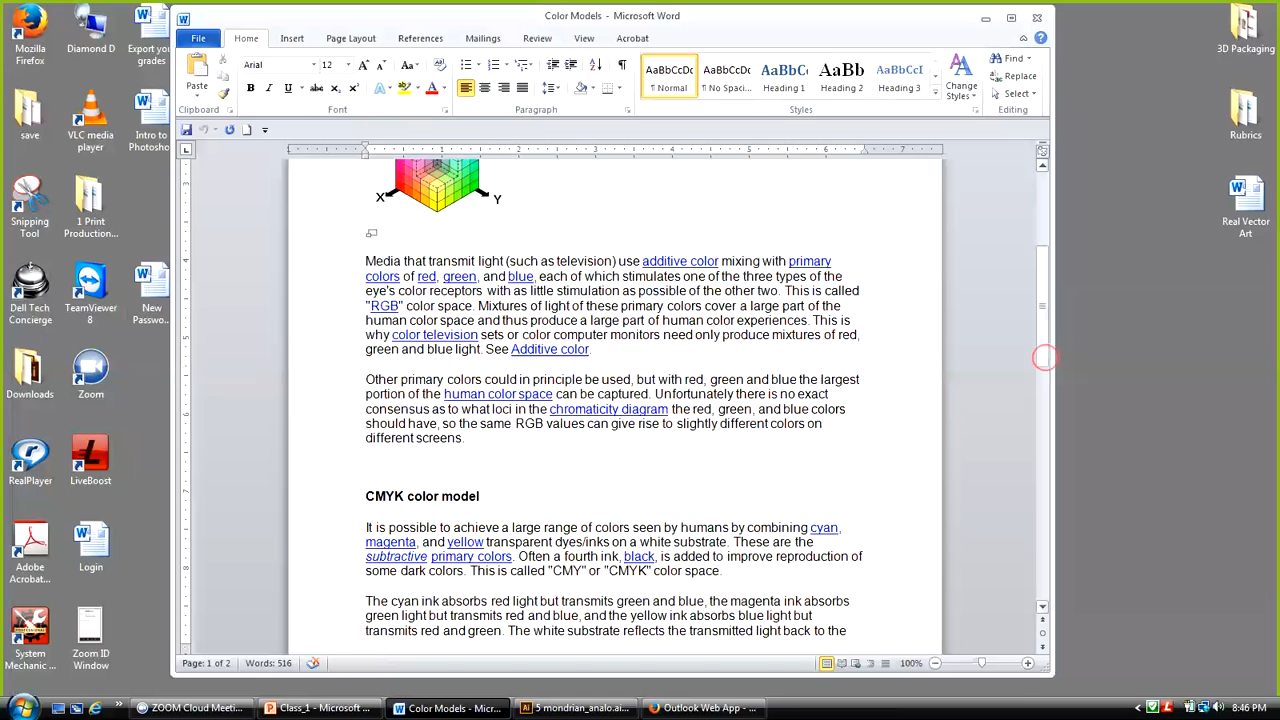 Color Models - Microsoft Word
File Home Insert Page Layout References Mailings Review View Acrobat
Paste
Clipboard
Arial 12
Font
Paragraph
AaBbCcDc AaBbCcDc AaBbCc AaBb AaBbCcI
¶ Normal ¶ No Spaci... Heading 1 Heading 2 Heading 3
Styles
Change
Styles
Find
Replace
Select
Editing
Mozilla
Firefox
Diamond D
Export your
grades
save
VLC media
player
Intro to
Photosho...
Snipping
Tool
1 Print
Production...
Dell Tech
Concierge
TeamViewer
8
New
Passwo...
Downloads
Zoom
RealPlayer
LiveBoost
Adobe
Acrobat...
Login
System
Mechanic ...
Zoom ID
Window
3D Packaging
Rubrics
Real Vector
Art
1 2 3 4 5 6 7
X Y
Media that transmit light (such as television) use additive color mixing with primary
colors of red, green, and blue, each of which stimulates one of the three types of the
eye's color receptors with as little stimulation as possible of the other two. This is called
"RGB" color space. Mixtures of light of these primary colors cover a large part of the
human color space and thus produce a large part of human color experiences. This is
why color television sets or color computer monitors need only produce mixtures of red,
green and blue light. See Additive color.
Other primary colors could in principle be used, but with red, green and blue the largest
portion of the human color space can be captured. Unfortunately there is no exact
consensus as to what loci in the chromaticity diagram the red, green, and blue colors
should have, so the same RGB values can give rise to slightly different colors on
different screens.
CMYK color model
It is possible to achieve a large range of colors seen by humans by combining cyan,
magenta, and yellow transparent dyes/inks on a white substrate. These are the
subtractive primary colors. Often a fourth ink, black, is added to improve reproduction of
some dark colors. This is called "CMY" or "CMYK" color space.
The cyan ink absorbs red light but transmits green and blue, the magenta ink absorbs
green light but transmits red and blue, and the yellow ink absorbs blue light but
transmits red and green. The white substrate reflects the transmitted light back to the
Page: 1 of 2 Words: 516 100%
ZOOM Cloud Meeti... Class_1 - Microsoft ... Color Models - Micr... 5 mondrian_analo.ai... Outlook Web App - ... 8:46 PM